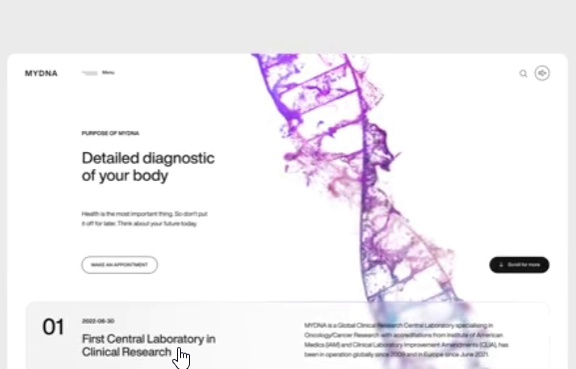 MYDNA
Menu
PURPOSE OF MYDNA
Detailed diagnostic
of your body
Health is the most important thing. So don't put
it off for later. Think about your future today.
MAKE AN APPOINTMENT
Scroll for more
01
2022-06-30
First Central Laboratory in
Clinical Research
MYDNA is a Global Clinical Research Central Laboratory specialising in
Oncology/Cancer Research with accreditations from Institute of American
Medics (IAM) and Clinical Laboratory Improvement Amendments (CLIA), has
been in operation globally since 2009 and in Europe since June 2021.